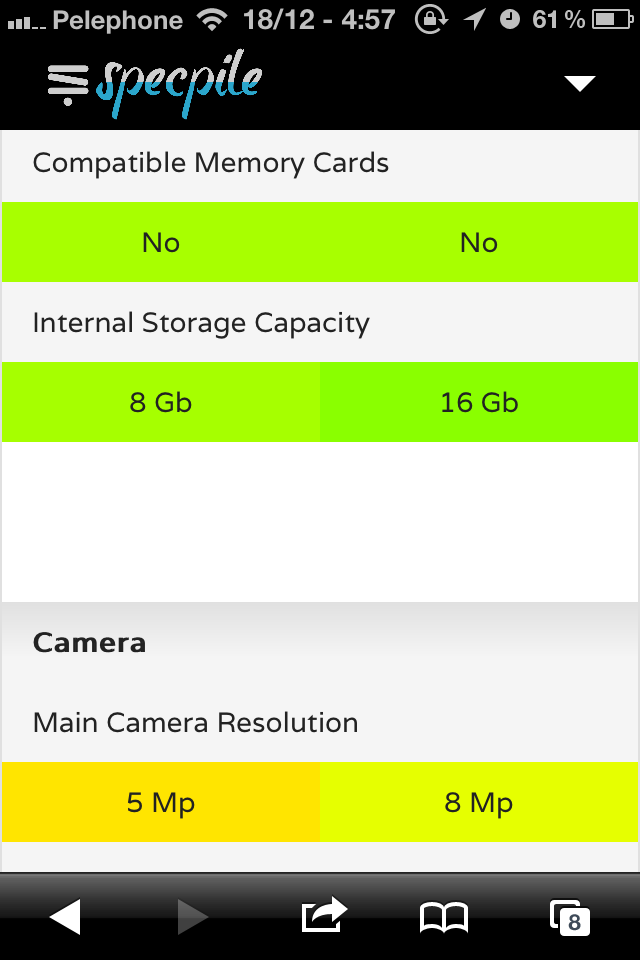 Pelephone 18/12 - 4:57 61 %
specpile
Compatible Memory Cards
No No
Internal Storage Capacity
8 Gb 16 Gb
Camera
Main Camera Resolution
5 Mp 8 Mp
8